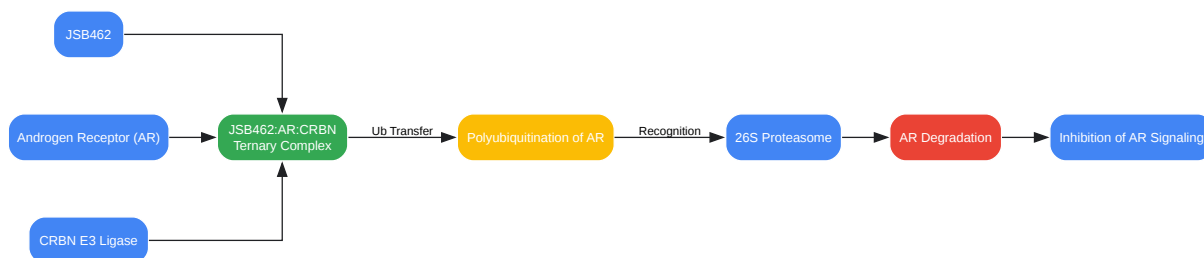 JSB462
Androgen Receptor (AR)
JSB462:AR:CRBN
Ternary Complex
Ub Transfer
Polyubiquitination of AR
Recognition
26S Proteasome
AR Degradation
Inhibition of AR Signaling
CRBN E3 Ligase